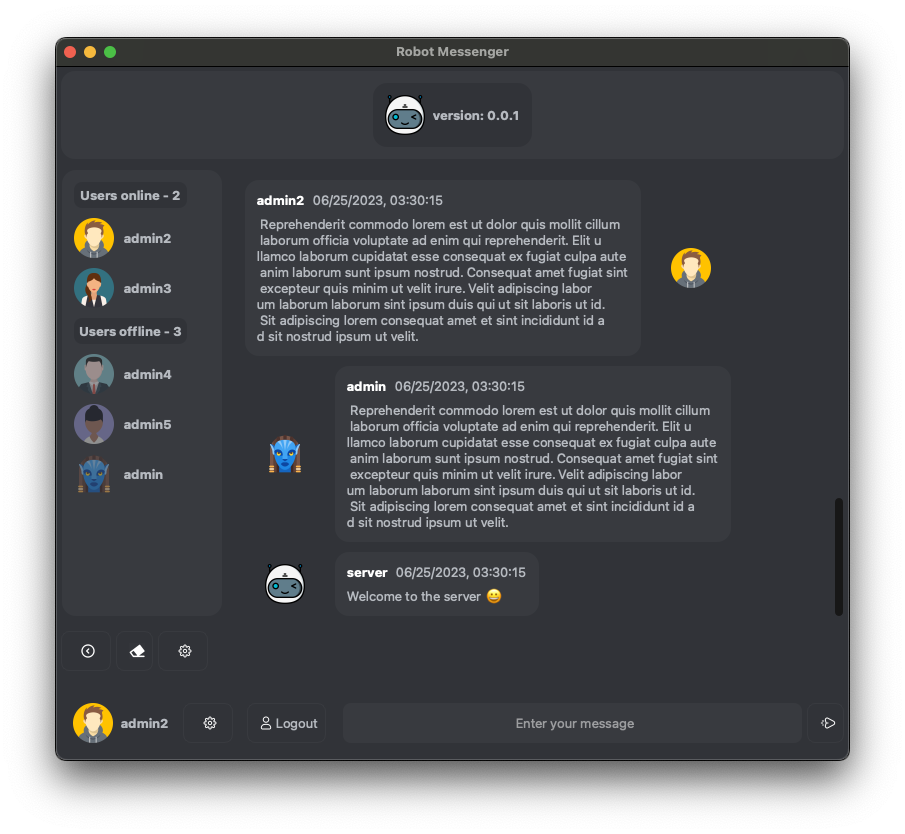 Robot Messenger
version: 0.0.1
Users online - 2
admin2
admin3
Users offline - 3
admin4
admin5
admin
admin2 06/25/2023, 03:30:15
Reprehenderit commodo lorem est ut dolor quis mollit cillum
laborum officia voluptate ad enim qui reprehenderit. Elit u
llamco laborum cupidatat esse consequat ex fugiat culpa aute
anim laborum sunt ipsum nostrud. Consequat amet fugiat sint
excepteur quis minim ut velit irure. Velit adipiscing labor
um laborum laborum sint ipsum duis qui ut sit laboris ut id.
Sit adipiscing lorem consequat amet et sint incididunt id a
d sit nostrud ipsum ut velit.
admin 06/25/2023, 03:30:15
Reprehenderit commodo lorem est ut dolor quis mollit cillum
laborum officia voluptate ad enim qui reprehenderit. Elit u
llamco laborum cupidatat esse consequat ex fugiat culpa aute
anim laborum sunt ipsum nostrud. Consequat amet fugiat sint
excepteur quis minim ut velit irure. Velit adipiscing labor
um laborum laborum sint ipsum duis qui ut sit laboris ut id.
Sit adipiscing lorem consequat amet et sint incididunt id a
d sit nostrud ipsum ut velit.
server 06/25/2023, 03:30:15
Welcome to the server 😀
admin2
Logout
Enter your message